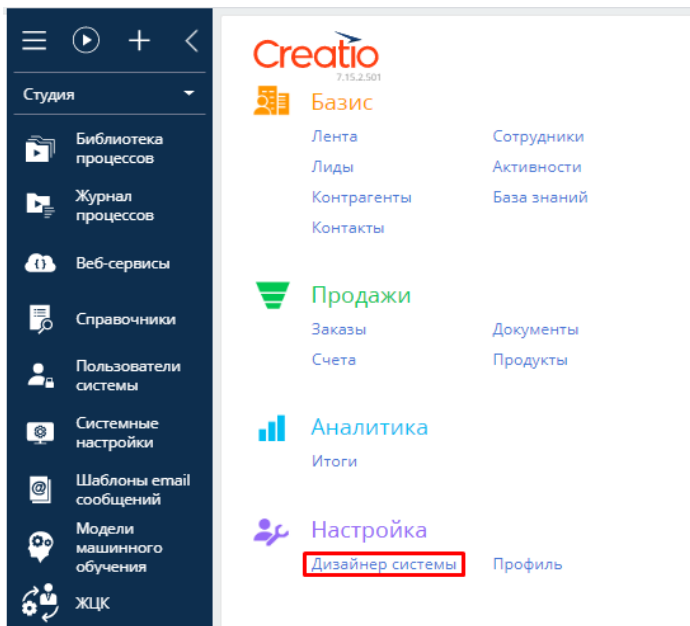 Студия
Библиотека
процессов
Журнал
процессов
Веб-сервисы
Справочники
Пользователи
системы
Системные
настройки
Шаблоны email
сообщений
Модели
машинного
обучения
ЖЦК
Creatio
7.15.2.501
Базис
Лента Сотрудники
Лиды Активности
Контрагенты База знаний
Контакты
Продажи
Заказы Документы
Счета Продукты
Аналитика
Итоги
Настройка
Дизайнер системы Профиль